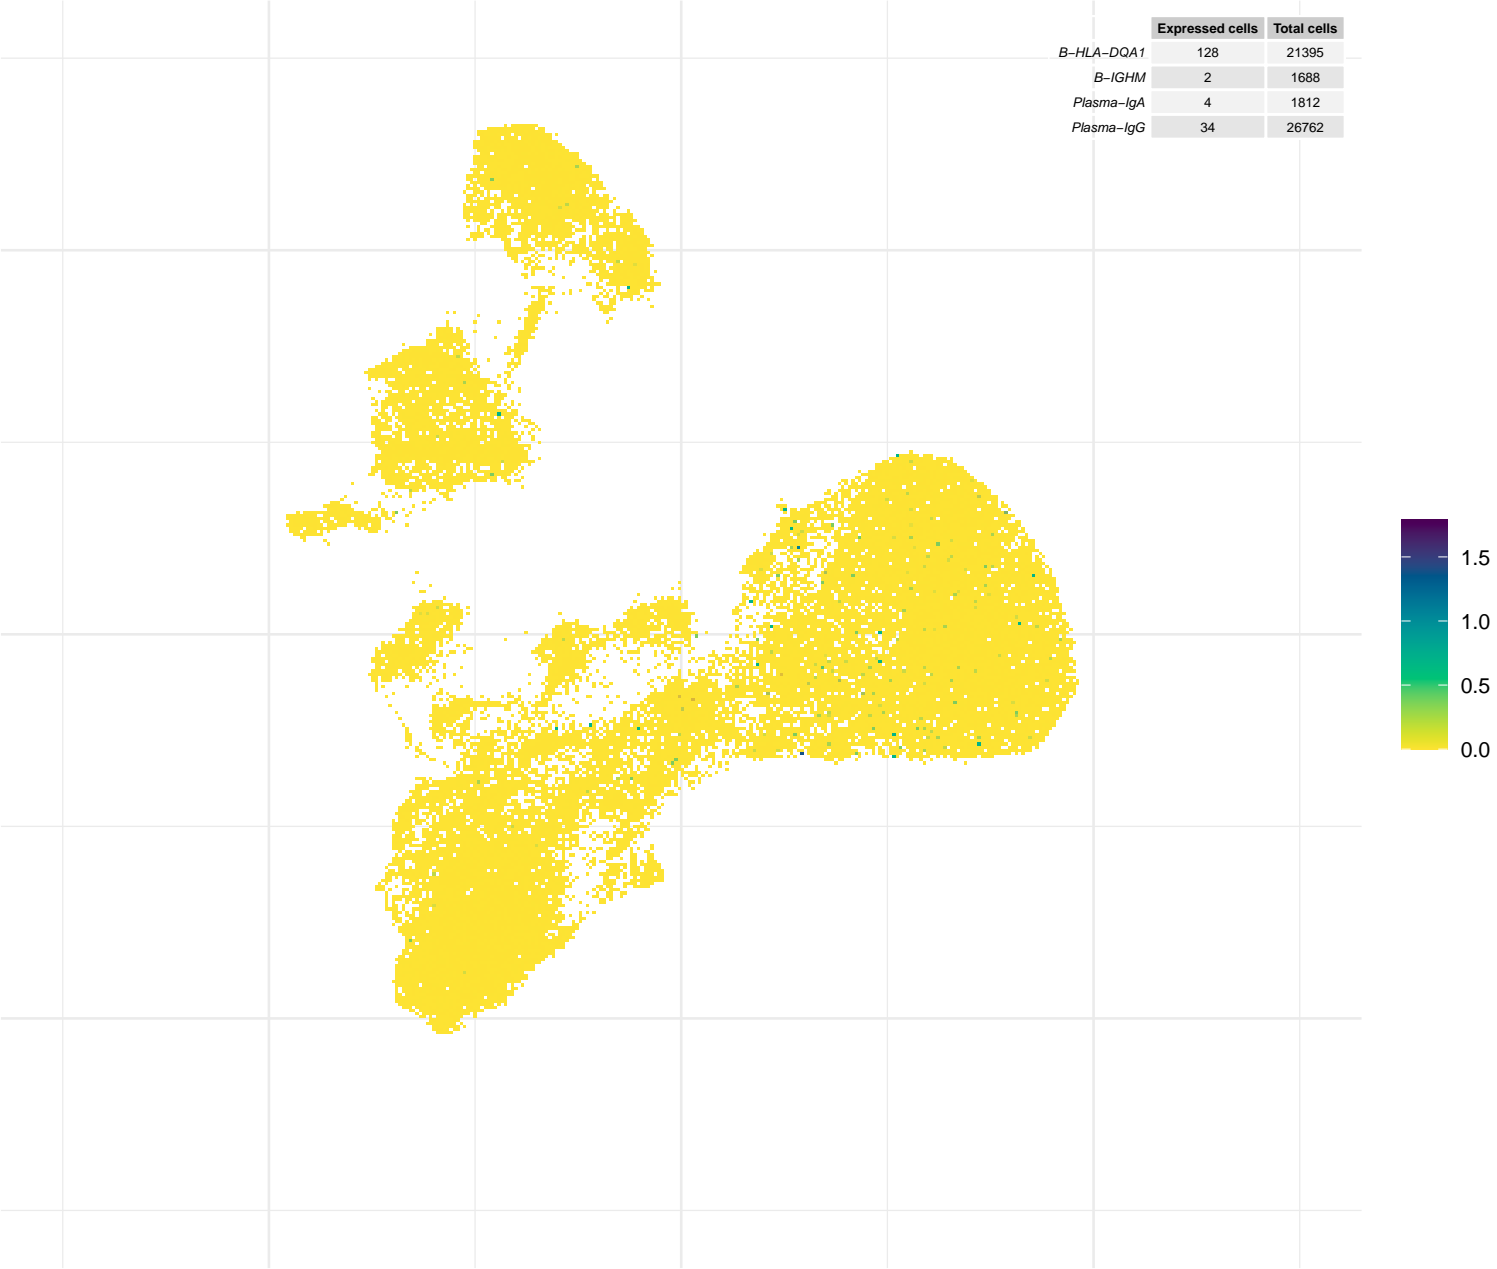 Expressed cells Total cells
B−HLA−DQA1 128 21395
B−IGHM 2 1688
Plasma−IgA 4 1812
Plasma−IgG 34 26762
1.5
1.0
0.5
0.0